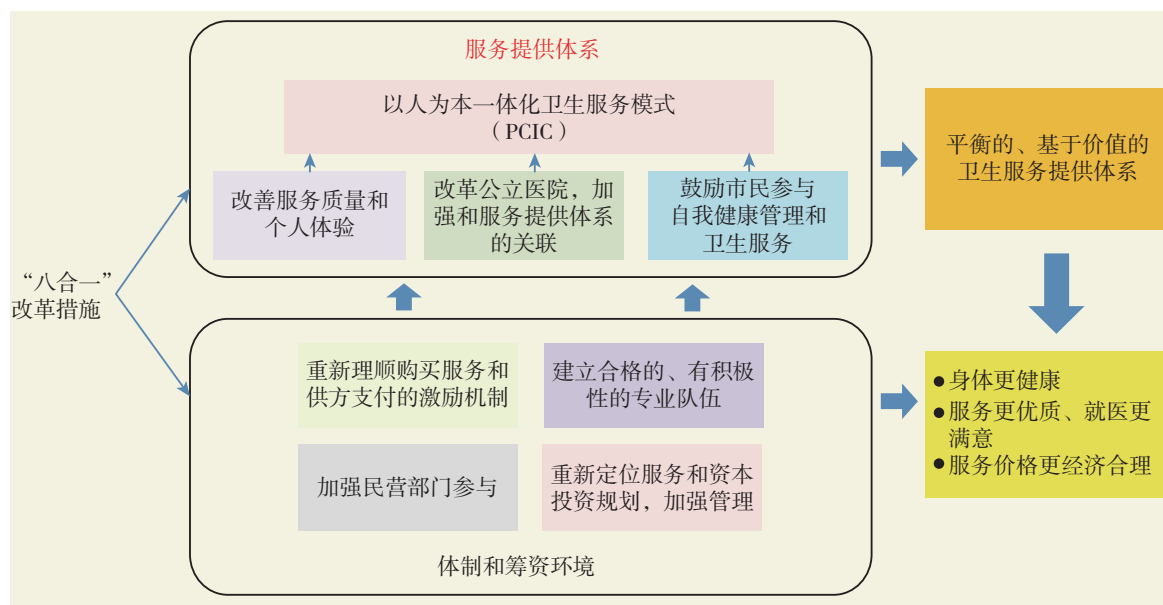 服务提供体系
以人为本一体化卫生服务模式
（PCIC）
改善服务质量和
个人体验
改革公立医院，加
强和服务提供体系
的关联
鼓励市民参与
自我健康管理和
卫生服务
平衡的、基于价值的
卫生服务提供体系
“八合一”
改革措施
重新理顺购买服务和
供方支付的激励机制
建立合格的、有积极
性的专业队伍
加强民营部门参与
重新定位服务和资本
投资规划，加强管理
体制和筹资环境
●身体更健康
●服务更优质、就医更
满意
●服务价格更经济合理